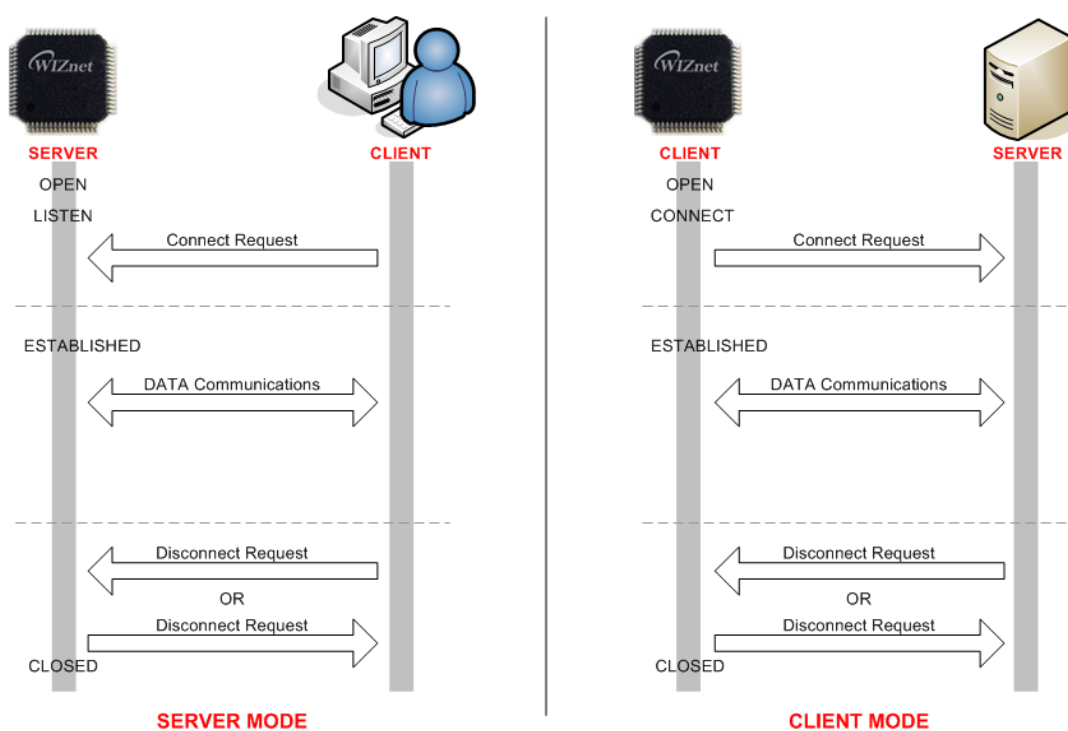 WIZnet
SERVER
CLIENT
OPEN
LISTEN
Connect Request
ESTABLISHED
DATA Communications
Disconnect Request
OR
Disconnect Request
CLOSED
SERVER MODE
WIZnet
CLIENT
SERVER
OPEN
CONNECT
Connect Request
ESTABLISHED
DATA Communications
Disconnect Request
OR
Disconnect Request
CLOSED
CLIENT MODE